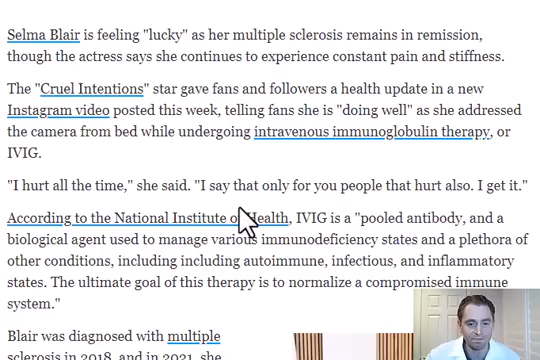 Selma Blair is feeling "lucky" as her multiple sclerosis remains in remission,
though the actress says she continues to experience constant pain and stiffness.
The "Cruel Intentions" star gave fans and followers a health update in a new
Instagram video posted this week, telling fans she is "doing well" as she addressed
the camera from bed while undergoing intravenous immunoglobulin therapy, or
IVIG.
"I hurt all the time," she said. "I say that only for you people that hurt also. I get it."
According to the National Institute of Health, IVIG is a "pooled antibody, and a
biological agent used to manage various immunodeficiency states and a plethora of
other conditions, including including autoimmune, infectious, and inflammatory
states. The ultimate goal of this therapy is to normalize a compromised immune
system."
Blair was diagnosed with multiple
sclerosis in 2018, and in 2021, she